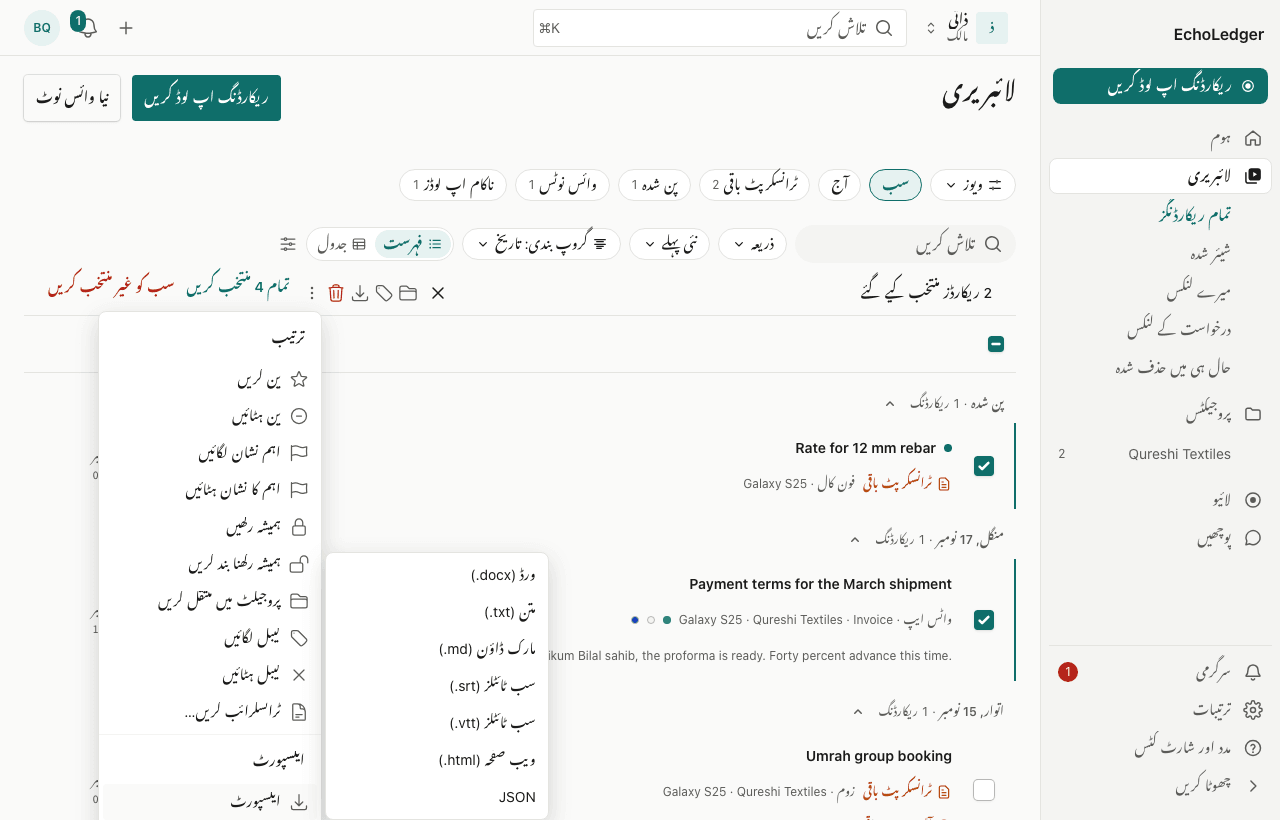 EchoLedger
ریکارڈنگ اپ لوڈ کریں
ہوم
لائبریری
تمام ریکارڈنگز
شیئر شدہ
میرے لنکس
درخواست کے لنکس
حال ہی میں حذف شدہ
پروجیکٹس
Qureshi Textiles 2
لائیو
پوچھیں
سرگرمی 1
ترتیبات
مدد اور شارٹ کٹس
چھوٹا کریں
ذ
ذاتی
مالک
تلاش کریں ⌘K
1
BQ
لائبریری
ریکارڈنگ اپ لوڈ کریں
نیا وائس نوٹ
ویوز
سب
آج
ٹرانسکرپٹ باقی 2
پن شدہ 1
وائس نوٹس 1
ناکام اپ لوڈز 1
تلاش کریں
ذریعہ
نئی پہلے
گروپ بندی: تاریخ
فہرست
جدول
2 ریکارڈز منتخب کیے گئے
تمام 4 منتخب کریں
سب کو غیر منتخب کریں
پن شدہ · 1 ریکارڈنگ
Rate for 12 mm rebar
ٹرانسکرپٹ باقی فون کال · Galaxy S25
منگل, 17 نومبر · 1 ریکارڈنگ
Payment terms for the March shipment
واٹس ایپ · Galaxy S25 · Qureshi Textiles · Invoice
ikum Bilal sahib, the proforma is ready. Forty percent advance this time.
اتوار, 15 نومبر · 1 ریکارڈنگ
Umrah group booking
ٹرانسکرپٹ باقی زوم · Galaxy S25 · Qureshi Textiles
ترتیب
پن کریں
پن ہٹائیں
اہم نشان لگائیں
اہم کا نشان ہٹائیں
ہمیشہ رکھیں
ہمیشہ رکھنا بند کریں
پروجیکٹ میں منتقل کریں
لیبل لگائیں
لیبل ہٹائیں
ٹرانسکرائب کریں...
ایکسپورٹ
ایکسپورٹ
ورڈ (.docx)
متن (.txt)
مارک ڈاؤن (.md)
سب ٹائٹلز (.srt)
سب ٹائٹلز (.vtt)
ویب صفحہ (.html)
JSON